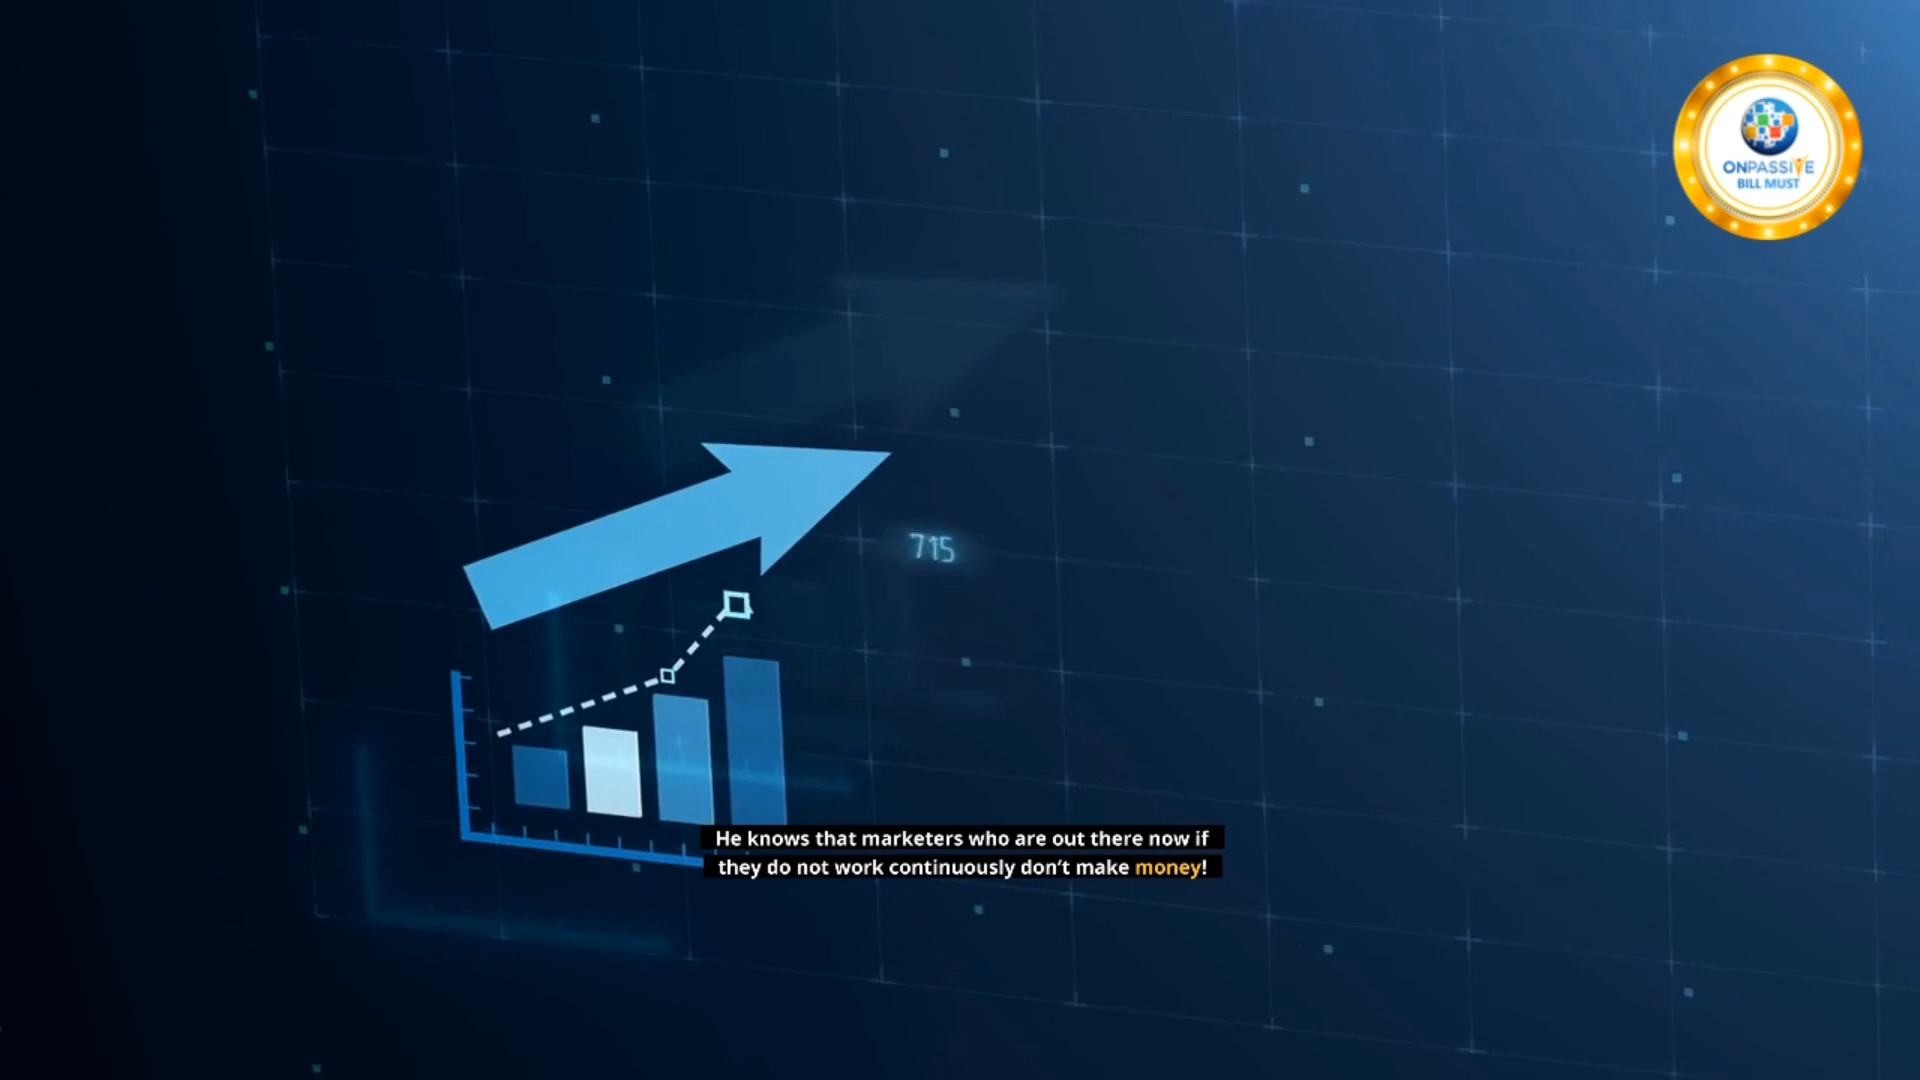 ONPASSIVE
BILL MUST
715
He knows that marketers who are out there now if
they do not work continuously don't make money!